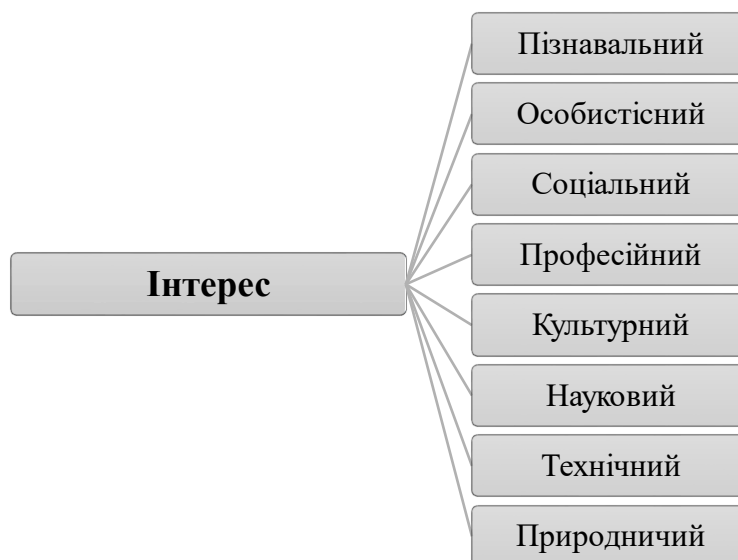 Пізнавальний
Особистісний
Соціальний
Професійний
Інтерес
Культурний
Науковий
Технічний
Природничий